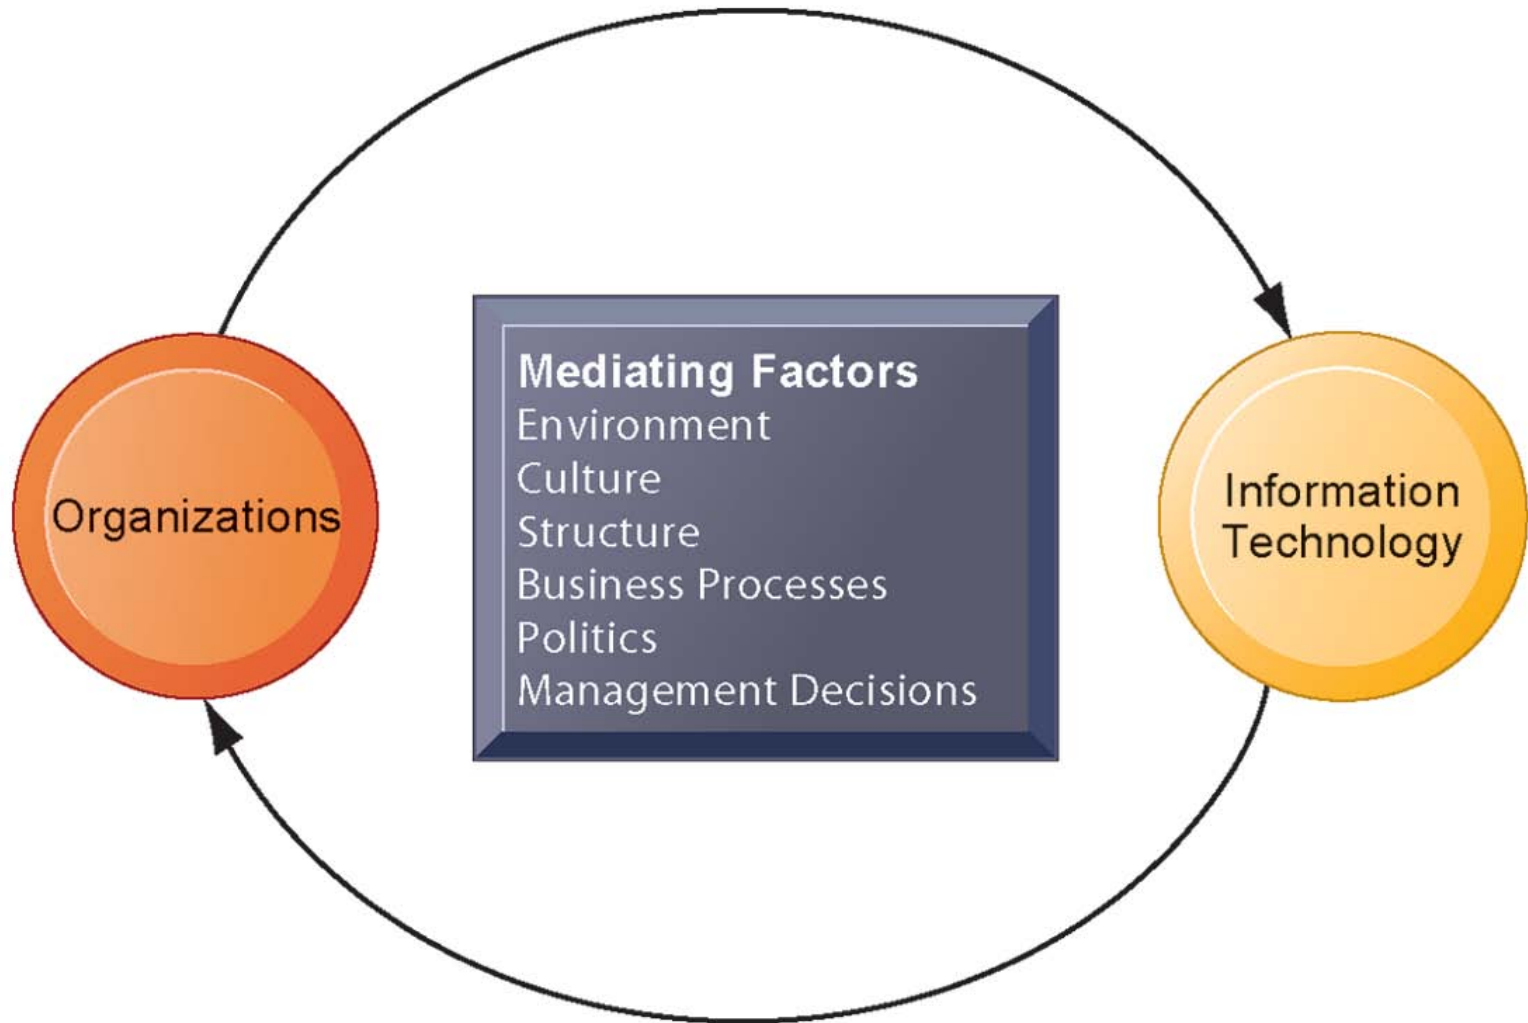 Organizations
Mediating Factors
Environment
Culture
Structure
Business Processes
Politics
Management Decisions
Information
Technology